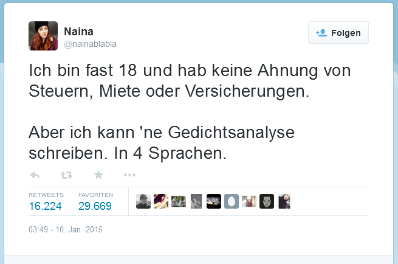 Naina
@nainablabla
Folgen
Ich bin fast 18 und hab keine Ahnung von
Steuern, Miete oder Versicherungen.
Aber ich kann 'ne Gedichtsanalyse
schreiben. In 4 Sprachen.
RETWEETS FAVORITEN
16.224 29.669
03:49 - 10. Jan. 2015